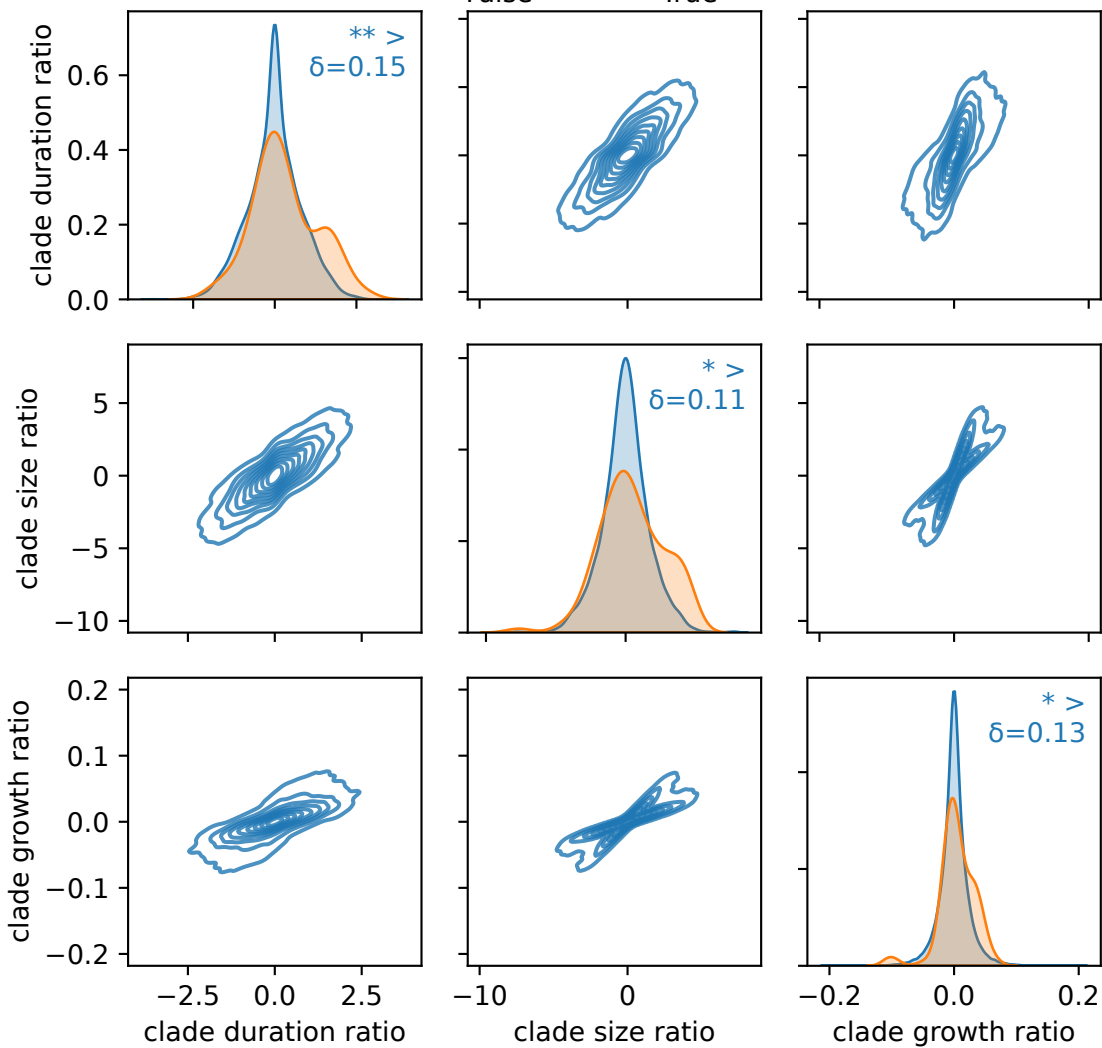 clade duration ratio
0.6
0.4
0.2
0.0
** >
δ=0.15
clade size ratio
5
0
−5
−10
* >
δ=0.11
clade growth ratio
0.2
0.1
0.0
−0.1
−0.2
* >
δ=0.13
−2.5 0.0 2.5
−10 0
−0.2 0.0 0.2
clade duration ratio
clade size ratio
clade growth ratio